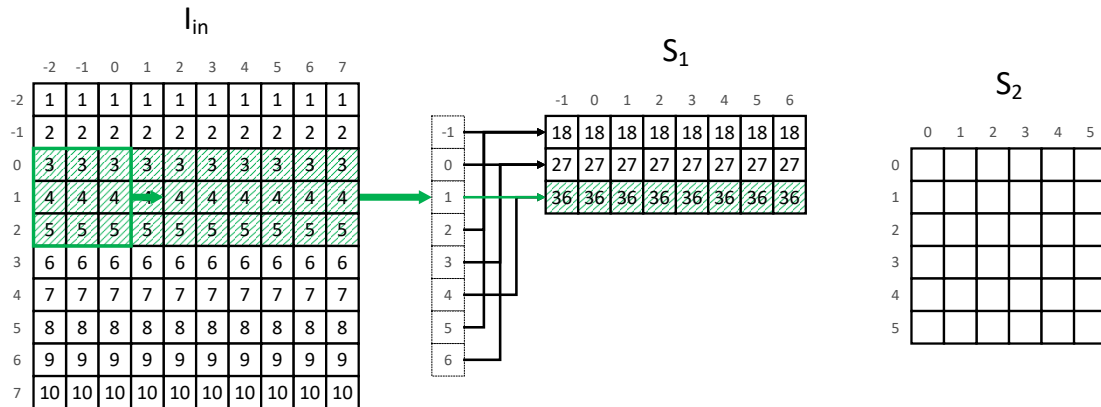 I_in
-2 -1 0 1 2 3 4 5 6 7
-2 1 1 1 1 1 1 1 1 1 1
-1 2 2 2 2 2 2 2 2 2 2
0 3 3 3 3 3 3 3 3 3 3
1 4 4 4 4 4 4 4 4 4 4
2 5 5 5 5 5 5 5 5 5 5
3 6 6 6 6 6 6 6 6 6 6
4 7 7 7 7 7 7 7 7 7 7
5 8 8 8 8 8 8 8 8 8 8
6 9 9 9 9 9 9 9 9 9 9
7 10 10 10 10 10 10 10 10 10 10
-1
0
1
2
3
4
5
6
S_1
-1 0 1 2 3 4 5 6
18 18 18 18 18 18 18 18
27 27 27 27 27 27 27 27
36 36 36 36 36 36 36 36
S_2
0 1 2 3 4 5
0
1
2
3
4
5